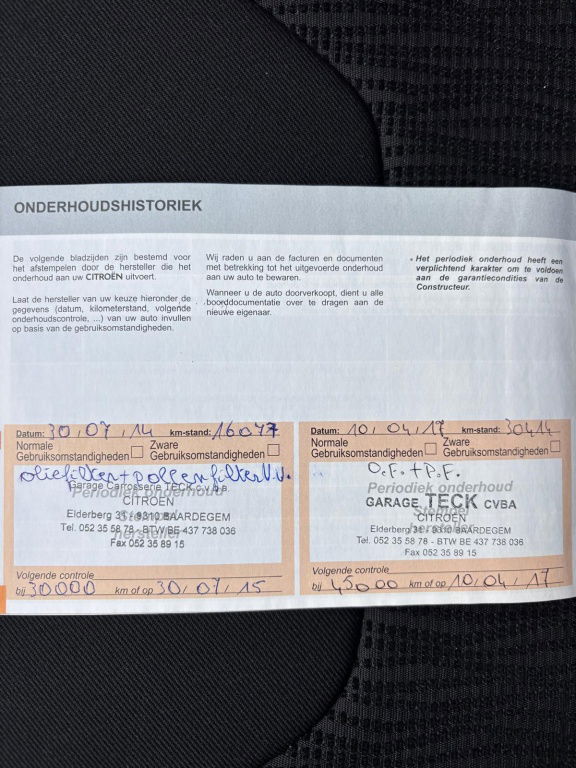 ONDERHOUDSHISTORIEK
De volgende bladzijden zijn bestemd voor
het afstempelen door de hersteller die het
onderhoud aan uw CITROËN uitvoert.
Laat de hersteller van uw keuze hieronder de
gegevens (datum, kilometerstand, volgende
onderhoudscontrole, ...) van uw auto invullen
op basis van de gebruiksomstandigheden.
Wij raden u aan de facturen en documenten
met betrekking tot het uitgevoerde onderhoud
aan uw auto te bewaren.
Wanneer u de auto doorverkoopt, dient u alle
boorddocumentatie over te dragen aan de
nieuwe eigenaar.
• Het periodiek onderhoud heeft een
verplichtend karakter om te voldoen
aan de garantiecondities van de
Constructeur.
Datum: 30/07/14 km-stand: 16047
Normale Gebruiksomstandigheden
Zware Gebruiksomstandigheden
oliefilter + pollenfilter V.V.
Periodiek onderhoud
Garage Carrosserie TECK c.v.b.a.
CITROEN
Stempel
Elderberg 31 - 9310 BAARDEGEM
Tel. 052 35 58 78 - BTW BE 437 738 036
hersteller
Fax 052 35 89 15
Volgende controle
bij 30000 km of op 30/07/15
Datum: 10/04/17 km-stand: 30414
Normale Gebruiksomstandigheden
Zware Gebruiksomstandigheden
O.F. + P.F.
Periodiek onderhoud
GARAGE TECK CVBA
Stempel
CITROEN
Elderberg 31 - 9310 BAARDEGEM
hersteller
Tel. 052 35 58 78 - BTW BE 437 738 036
Fax 052 35 89 15
Volgende controle
bij 45000 km of op 10/04/17